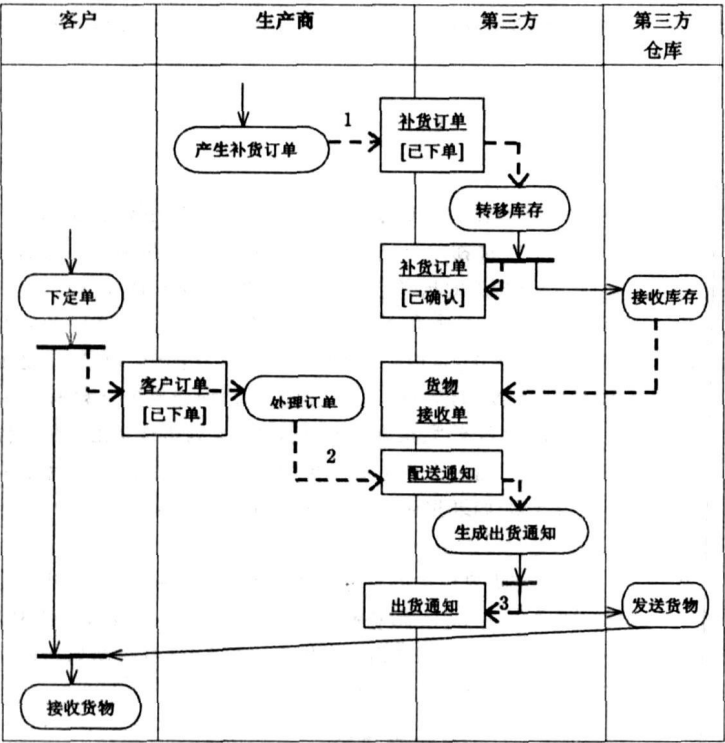 客户
生产商
第三方
第三方
仓库
1
补货订单
[已下单]
产生补货订单
转移库存
补货订单
[已确认]
下定单
接收库存
客户订单
[已下单]
处理订单
货物
接收单
2
配送通知
生成出货通知
出货通知
3
发送货物
接收货物